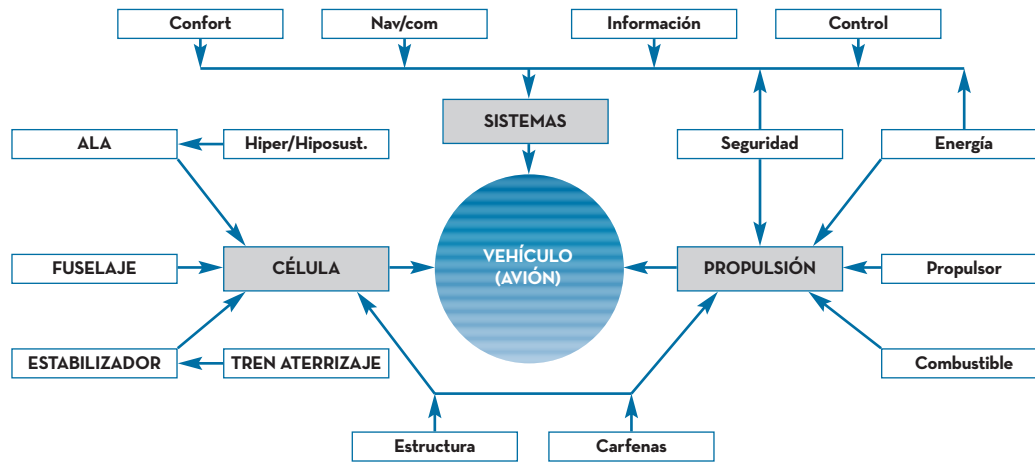 Confort
Nav/com
Información
Control
SISTEMAS
ALA
Hiper/Hiposust.
Seguridad
Energía
VEHÍCULO
(AVIÓN)
FUSELAJE
CÉLULA
PROPULSIÓN
Propulsor
ESTABILIZADOR
TREN ATERRIZAJE
Combustible
Estructura
Carfenas